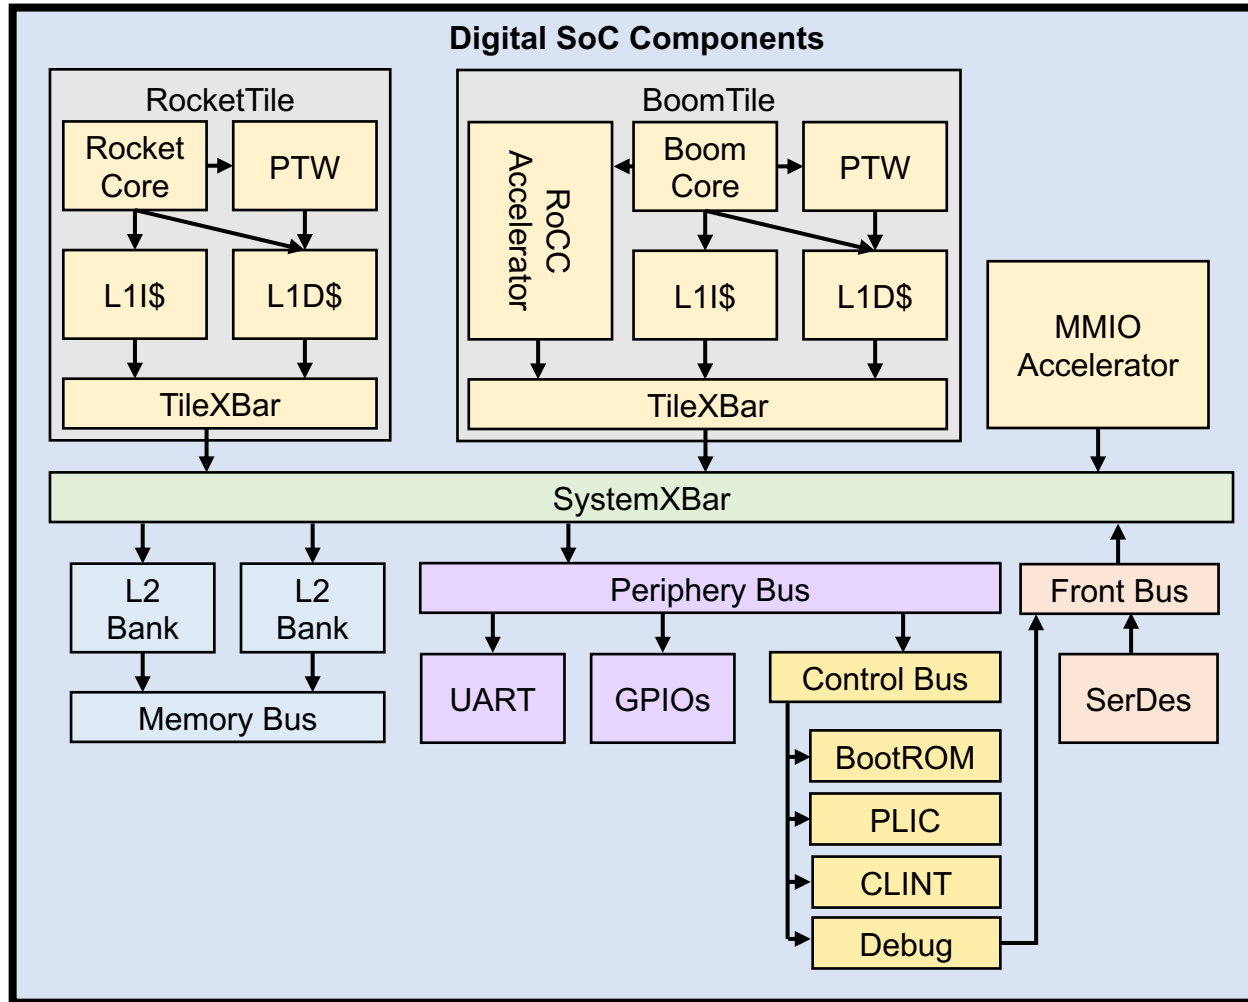 Digital SoC Components
RocketTile
Rocket
Core
PTW
L1I$
L1D$
TileXBar
BoomTile
RoCC
Accelerator
Boom
Core
PTW
L1I$
L1D$
TileXBar
MMIO
Accelerator
SystemXBar
L2
Bank
L2
Bank
Memory Bus
Periphery Bus
UART
GPIOs
Control Bus
BootROM
PLIC
CLINT
Debug
Front Bus
SerDes